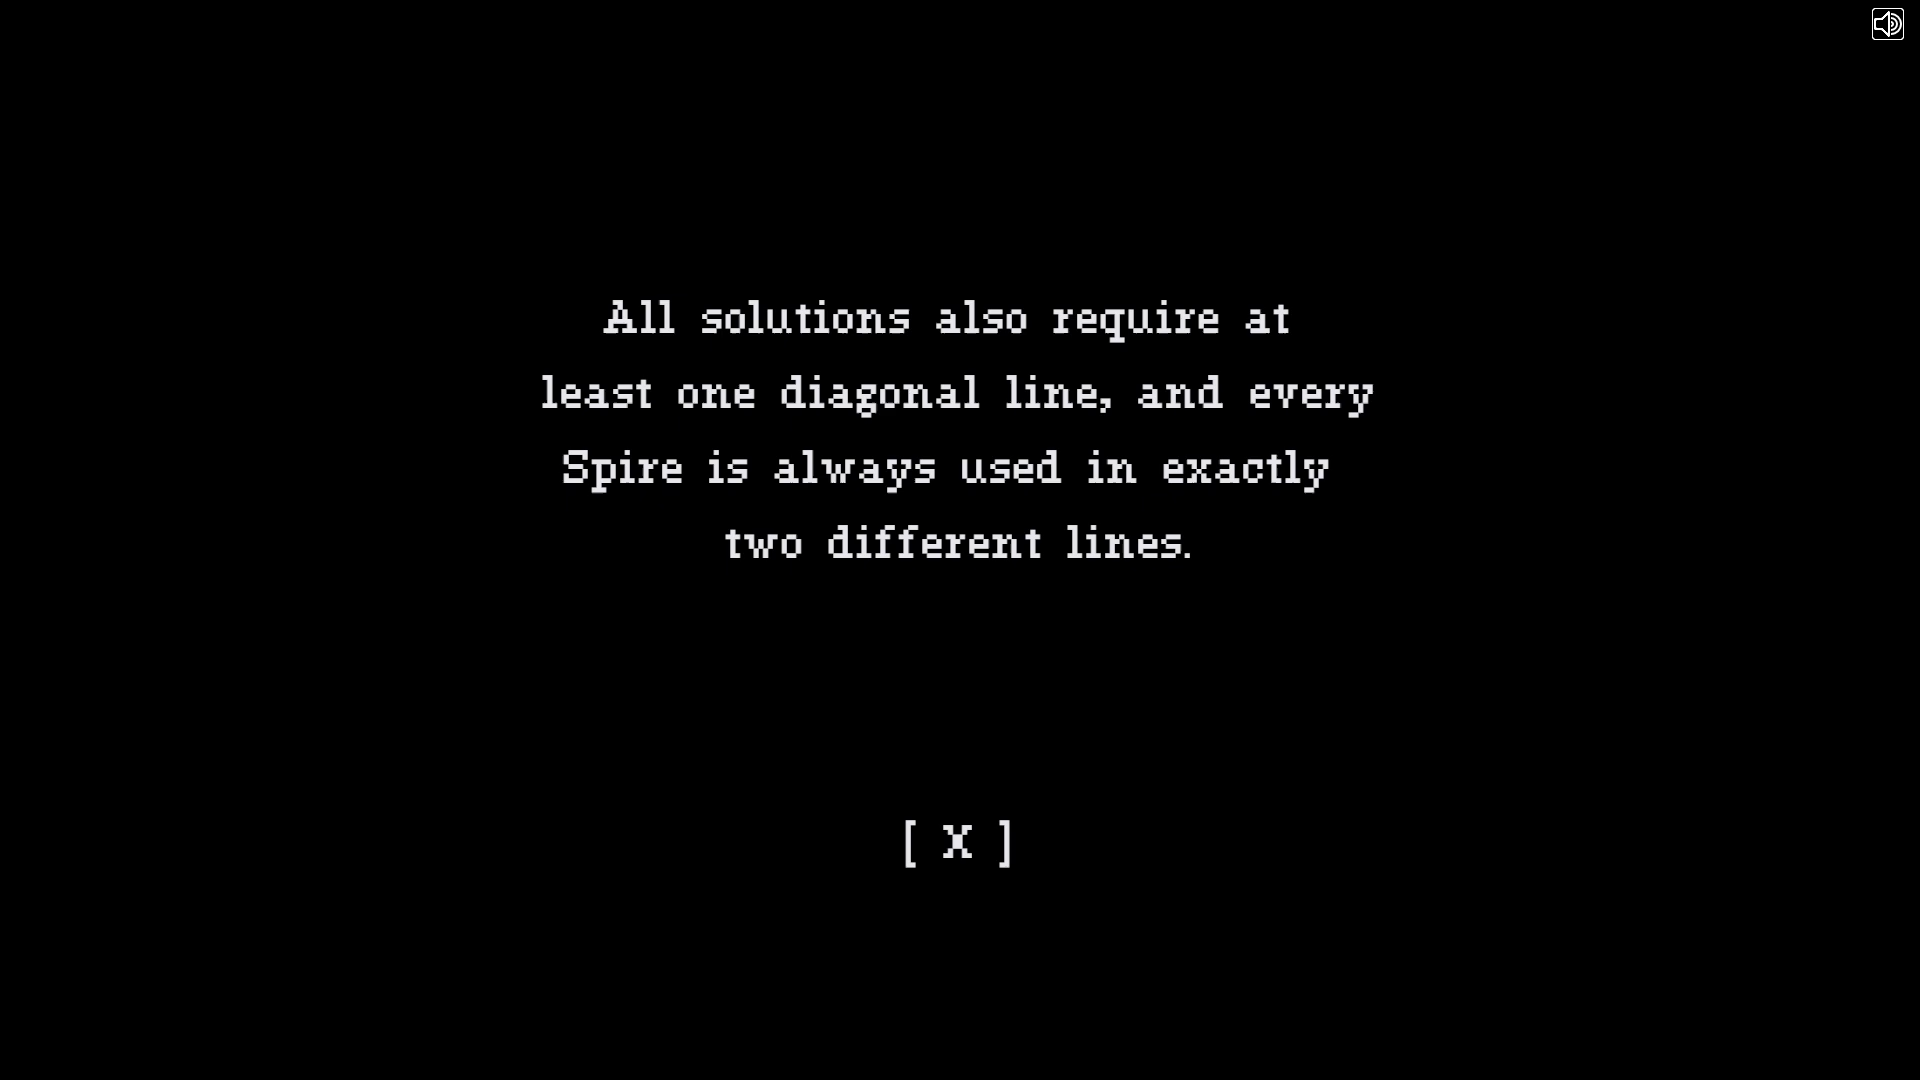 All solutions also require at
least one diagonal line, and every
Spire is always used in exactly
two different lines.
[ X ]